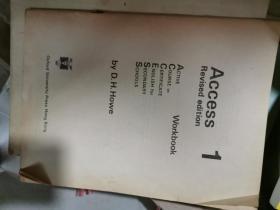 Access 1
Revised edition
ACTIVE
COURSE in
CERTIFICATE
ENGLISH for
SECONDARY
SCHOOLS
Workbook
by D. H. Howe
Oxford University Press Hong Kong